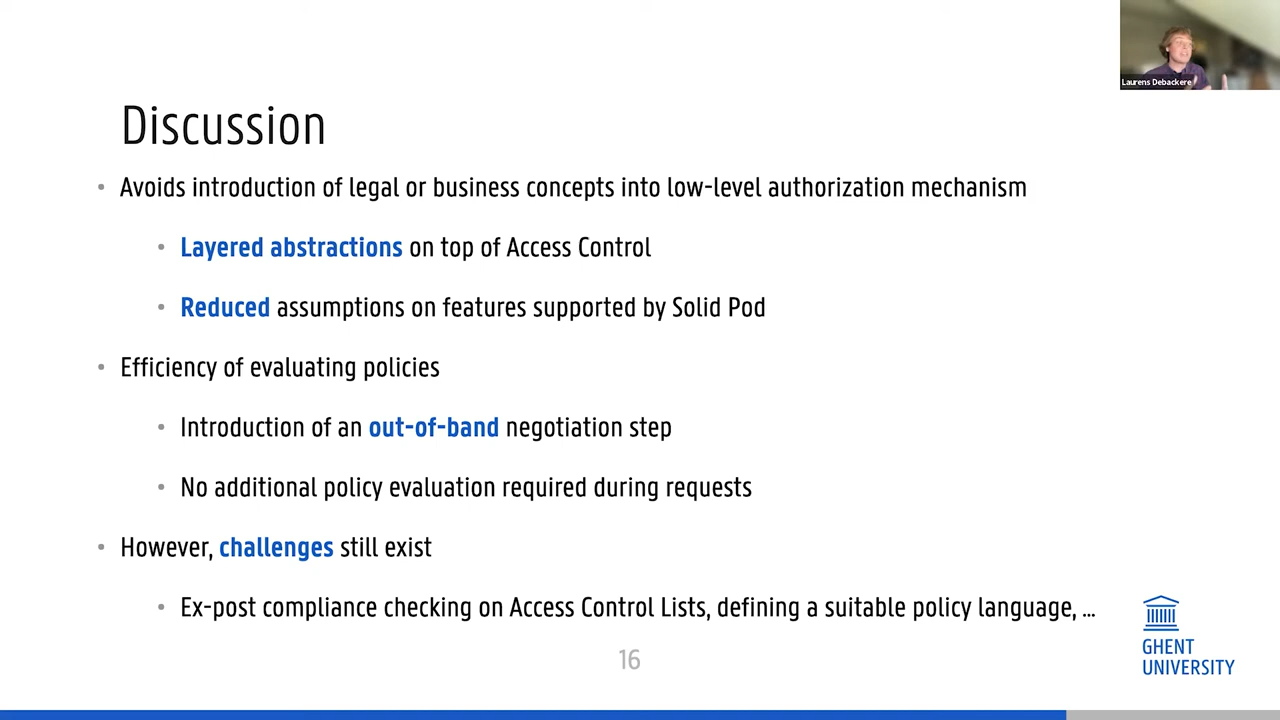 Laurens Debackere
Discussion
• Avoids introduction of legal or business concepts into low-level authorization mechanism
• Layered abstractions on top of Access Control
• Reduced assumptions on features supported by Solid Pod
• Efficiency of evaluating policies
• Introduction of an out-of-band negotiation step
• No additional policy evaluation required during requests
• However, challenges still exist
• Ex-post compliance checking on Access Control Lists, defining a suitable policy language, ...
16
GHENT
UNIVERSITY